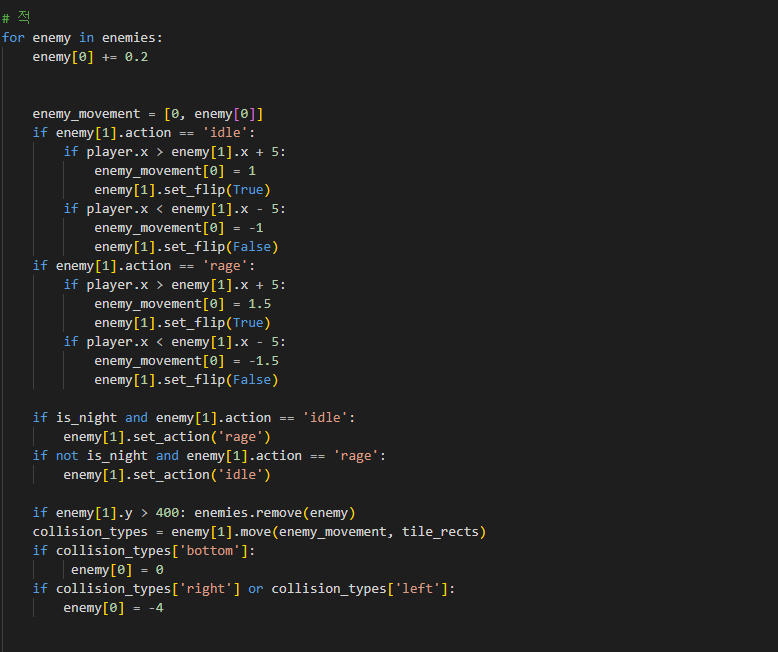 # 적
for enemy in enemies:
    enemy[0] += 0.2
    enemy_movement = [0, enemy[0]]
    if enemy[1].action == 'idle':
        if player.x > enemy[1].x + 5:
            enemy_movement[0] = 1
            enemy[1].set_flip(True)
        if player.x < enemy[1].x - 5:
            enemy_movement[0] = -1
            enemy[1].set_flip(False)
    if enemy[1].action == 'rage':
        if player.x > enemy[1].x + 5:
            enemy_movement[0] = 1.5
            enemy[1].set_flip(True)
        if player.x < enemy[1].x - 5:
            enemy_movement[0] = -1.5
            enemy[1].set_flip(False)
    if is_night and enemy[1].action == 'idle':
        enemy[1].set_action('rage')
    if not is_night and enemy[1].action == 'rage':
        enemy[1].set_action('idle')
    if enemy[1].y > 400: enemies.remove(enemy)
    collision_types = enemy[1].move(enemy_movement, tile_rects)
    if collision_types['bottom']:
         enemy[0] = 0
    if collision_types['right'] or collision_types['left']:
        enemy[0] = -4